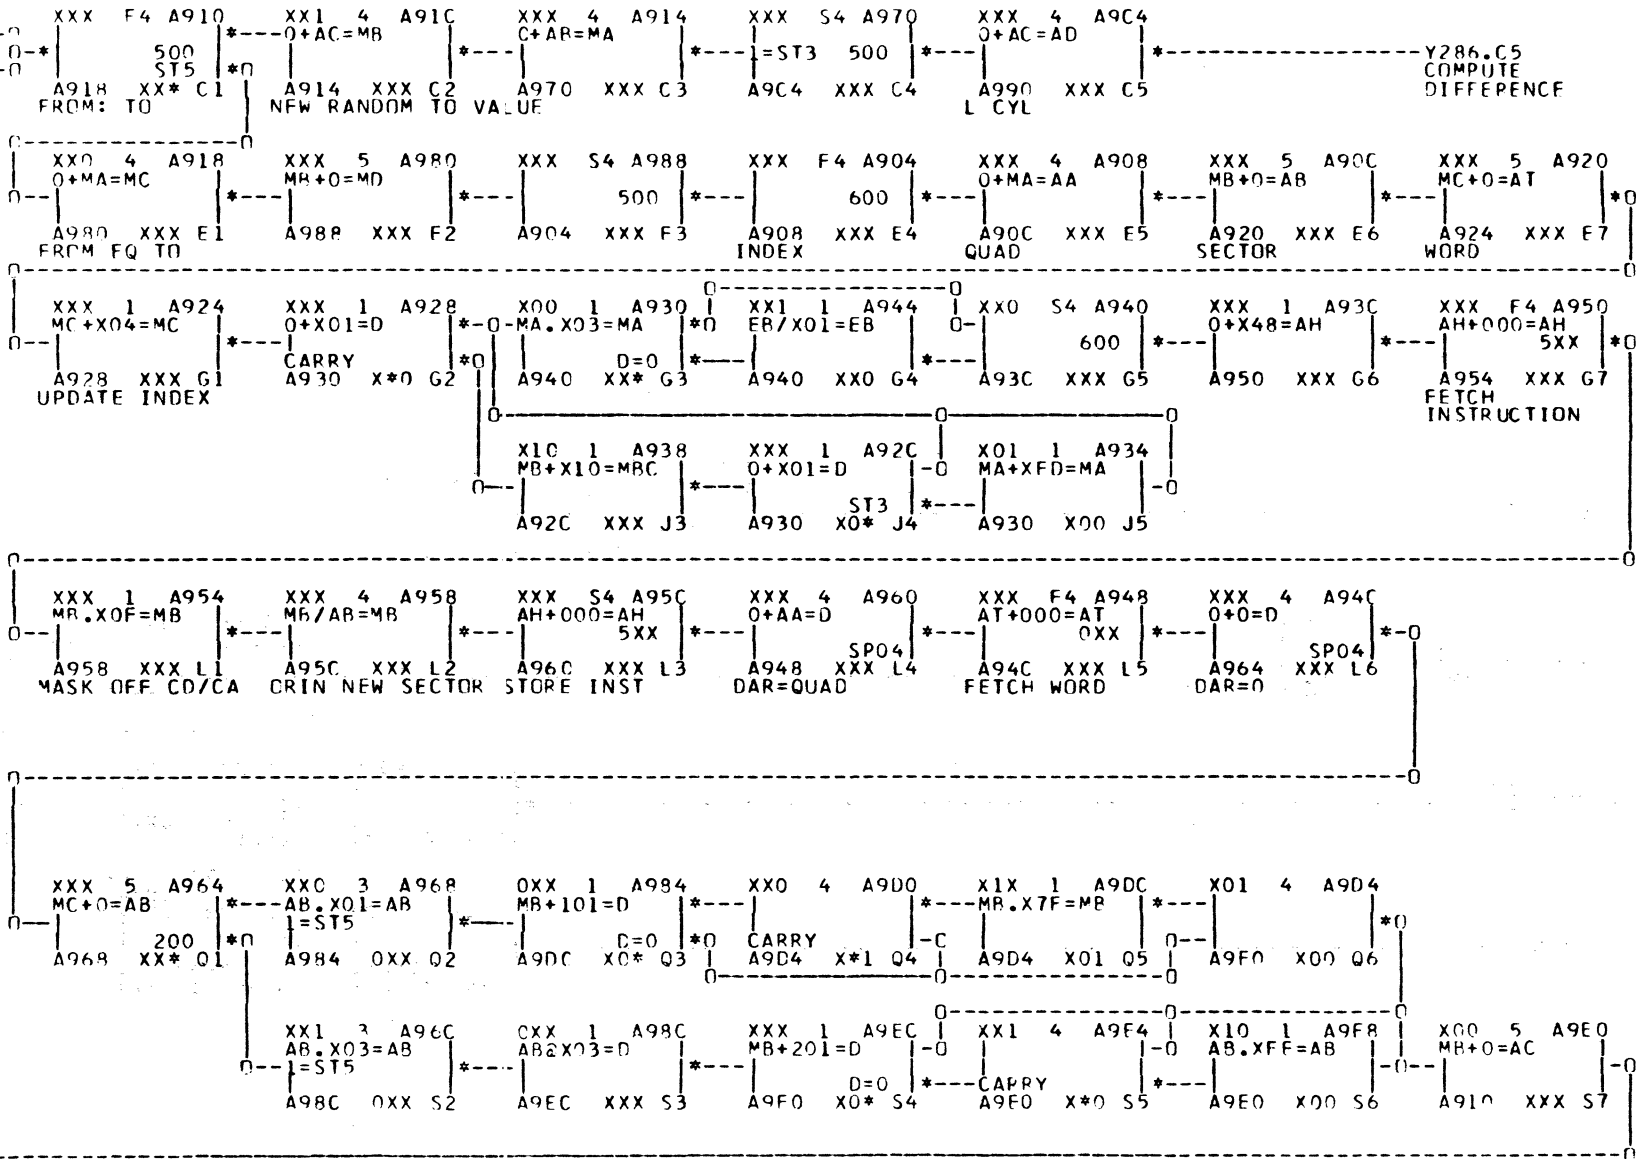 XXX F4 A910 XX1 4 A91C XXX 4 A914 XXX S4 A970 XXX 4 A9C4
0+AC=MB C+AB=MA 1=ST3 500 0+AC=AD
500 Y286.C5
ST5 COMPUTE
A918 XX* C1 A914 XXX C2 A970 XXX C3 A9C4 XXX C4 A990 XXX C5 DIFFEPENCE
FROM: TO NEW RANDOM TO VALUE L CYL
XX0 4 A918 XXX 5 A980 XXX S4 A988 XXX F4 A904 XXX 4 A908 XXX 5 A90C XXX 5 A920
0+MA=MC MB+0=MD 0+MA=AA MB+0=AB MC+0=AT
500 600
A980 XXX E1 A988 XXX F2 A904 XXX F3 A908 XXX E4 A90C XXX E5 A920 XXX E6 A924 XXX E7
FROM FQ TO INDEX QUAD SECTOR WORD
XXX 1 A924 XXX 1 A928 X00 1 A930 XX1 1 A944 XX0 S4 A940 XXX 1 A93C XXX F4 A950
MC+X04=MC 0+X01=D MA.X03=MA EB/X01=EB 0+X48=AH AH+000=AH
600 5XX
CARRY D=0
A928 XXX G1 A930 X*0 G2 A940 XX* G3 A940 XX0 G4 A93C XXX G5 A950 XXX G6 A954 XXX G7
UPDATE INDEX FETCH
INSTRUCTION
X10 1 A938 XXX 1 A92C X01 1 A934
MB+X10=MBC 0+X01=D MA+XFD=MA
ST3
A92C XXX J3 A930 X0* J4 A930 X00 J5
XXX 1 A954 XXX 4 A958 XXX S4 A95C XXX 4 A960 XXX F4 A948 XXX 4 A94C
MB.X0F=MB MB/AB=MB AH+000=AH 0+AA=D AT+000=AT 0+0=D
5XX 0XX
SP04 SP04
A958 XXX L1 A95C XXX L2 A960 XXX L3 A948 XXX L4 A94C XXX L5 A964 XXX L6
MASK OFF CD/CA ORIN NEW SECTOR STORE INST DAR=QUAD FETCH WORD DAR=0
XXX 5 A964 XX0 3 A968 0XX 1 A984 XX0 4 A9D0 X1X 1 A9DC X01 4 A9D4
MC+0=AB AB.X01=AB MB+101=D MB.X7F=MB
1=ST5
200 D=0 CARRY
A968 XX* Q1 A984 0XX Q2 A9DC X0* Q3 A9D4 X*1 Q4 A9D4 X01 Q5 A9F0 X00 Q6
XX1 3 A96C CXX 1 A98C XXX 1 A9EC XX1 4 A9F4 X10 1 A9F8 X00 5 A9E0
AB.X03=AB AB2X03=D MB+201=D AB.XFF=AB MB+0=AC
1=ST5
D=0 CAPRY
A98C 0XX S2 A9EC XXX S3 A9F0 X0* S4 A9E0 X*0 S5 A9E0 X00 S6 A910 XXX S7